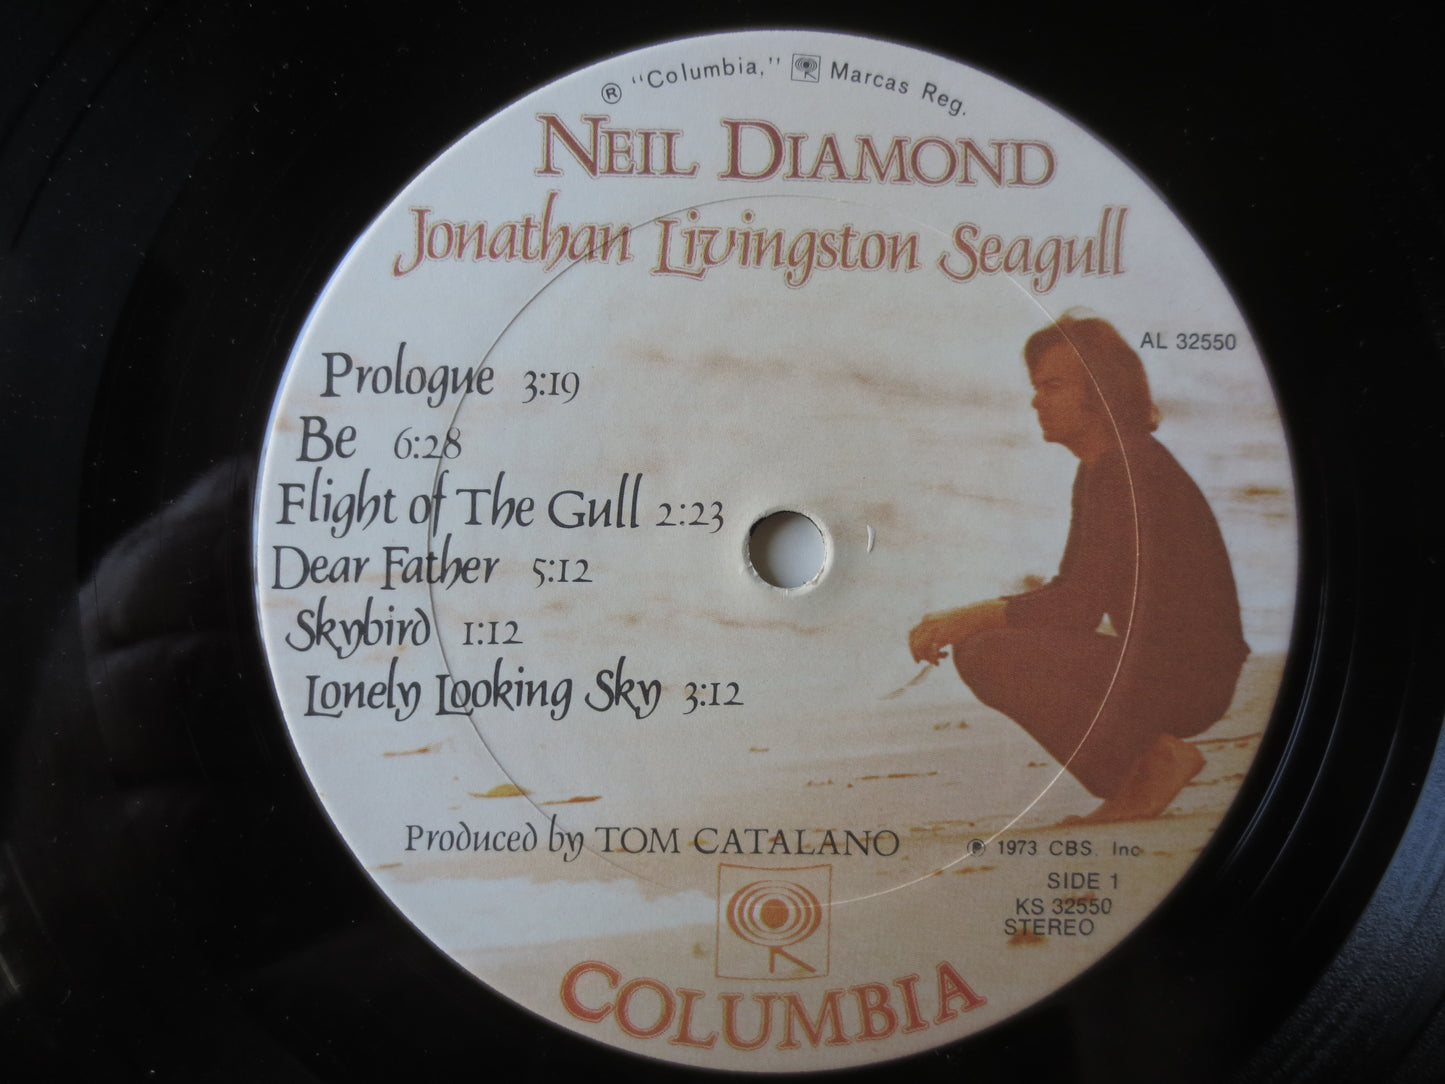 ® "Columbia," Marcas Reg.
NEIL DIAMOND
Jonathan Livingston Seagull
AL 32550
Prologue 3:19
Be 6:28
Flight of The Gull 2:23
Dear Father 5:12
Skybird 1:12
Lonely Looking Sky 3:12
Produced by TOM CATALANO
℗ 1973 CBS, Inc
SIDE 1
KS 32550
STEREO
COLUMBIA